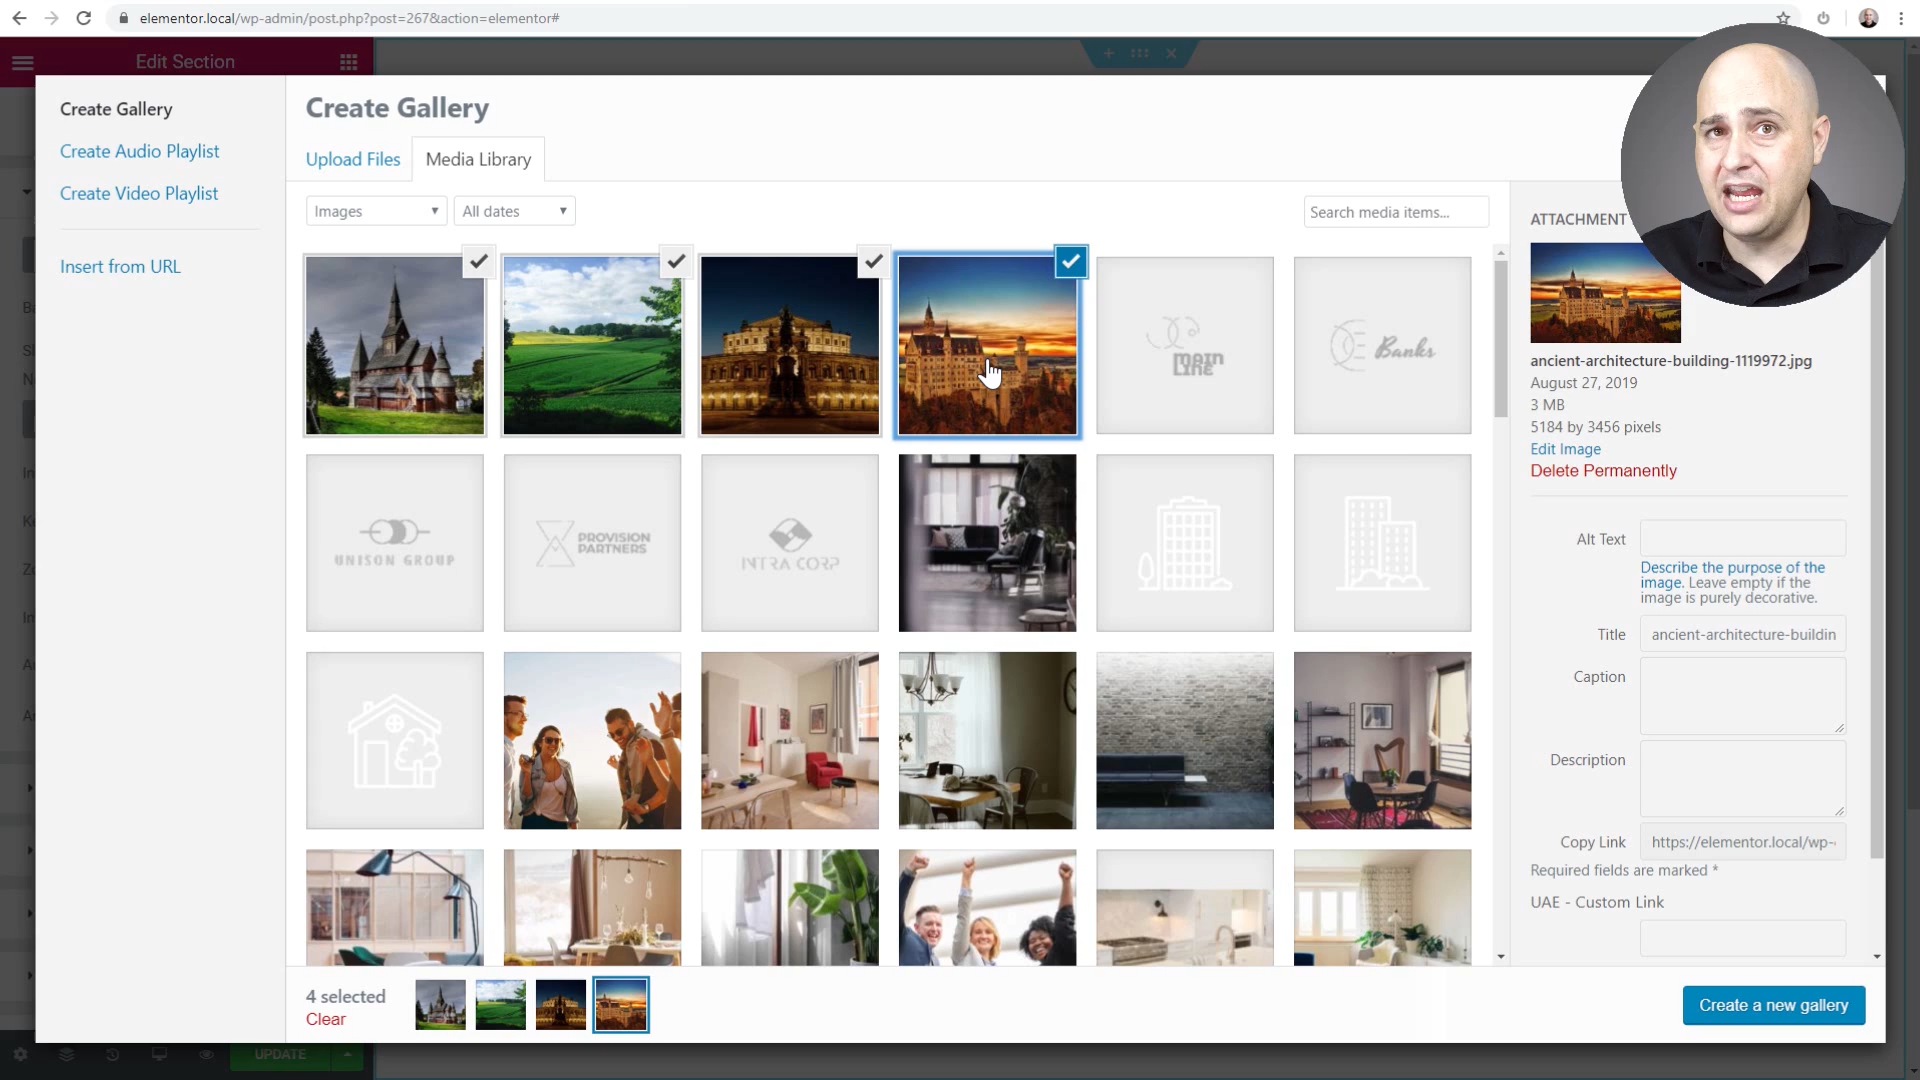 elementor.local/wp-admin/post.php?post=267&action=elementor#
Edit Section
Create Gallery
Create Audio Playlist
Create Video Playlist
Insert from URL
Create Gallery
Upload Files
Media Library
Images
All dates
Search media items...
MAIN LINE
Banks
UNISON GROUP
PROVISION
PARTNERS
INTRA CORP
ATTACHMENT
ancient-architecture-building-1119972.jpg
August 27, 2019
3 MB
5184 by 3456 pixels
Edit Image
Delete Permanently
Alt Text
Describe the purpose of the
image. Leave empty if the
image is purely decorative.
Title
ancient-architecture-buildin
Caption
Description
Copy Link
https://elementor.local/wp-
Required fields are marked *
UAE - Custom Link
4 selected
Clear
Create a new gallery
UPDATE